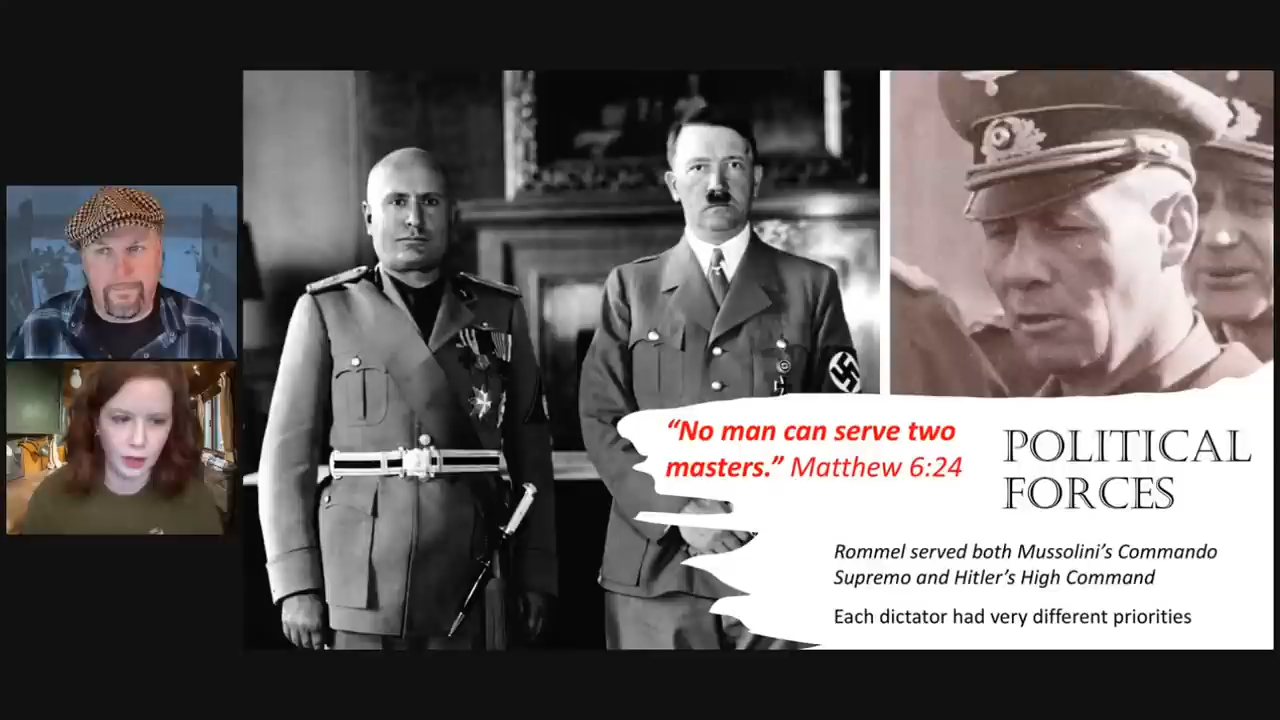 “No man can serve two
masters.” Matthew 6:24
POLITICAL
FORCES
Rommel served both Mussolini’s Commando
Supremo and Hitler’s High Command
Each dictator had very different priorities